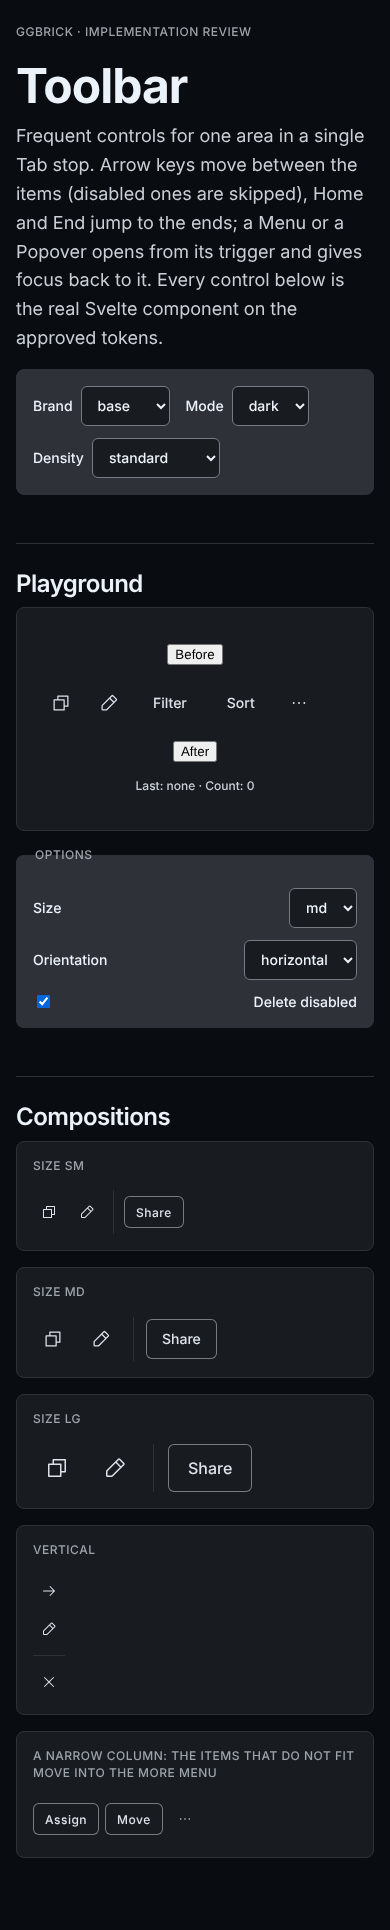 GGBRICK · IMPLEMENTATION REVIEW
Toolbar
Frequent controls for one area in a single
Tab stop. Arrow keys move between the
items (disabled ones are skipped), Home
and End jump to the ends; a Menu or a
Popover opens from its trigger and gives
focus back to it. Every control below is
the real Svelte component on the
approved tokens.
Brand base Mode dark
Density standard
Playground
Before
Filter Sort ···
After
Last: none · Count: 0
OPTIONS
Size md
Orientation horizontal
Delete disabled
Compositions
SIZE SM
Share
SIZE MD
Share
SIZE LG
Share
VERTICAL
A NARROW COLUMN: THE ITEMS THAT DO NOT FIT
MOVE INTO THE MORE MENU
Assign Move ···